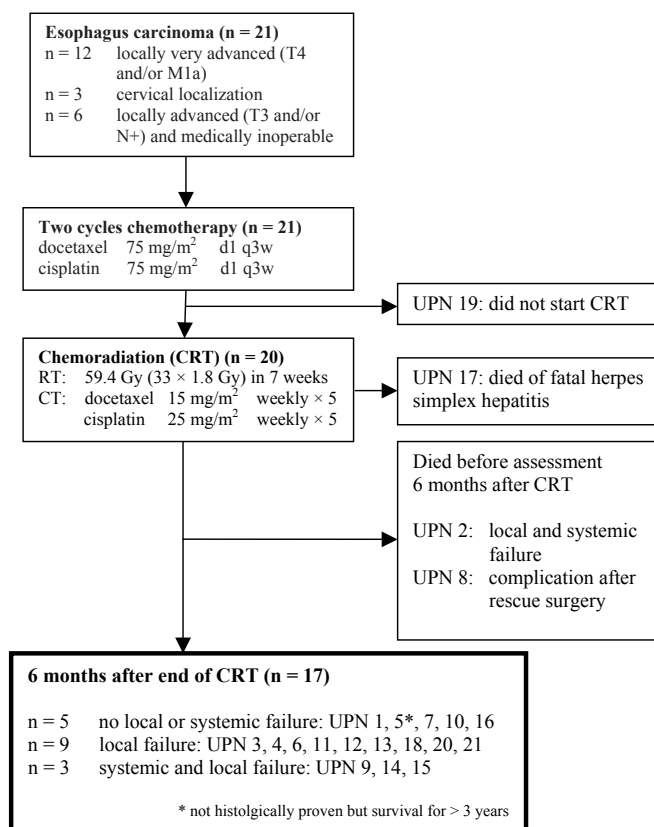 Esophagus carcinoma (n = 21)
n = 12 locally very advanced (T4
and/or M1a)
n = 3 cervical localization
n = 6 locally advanced (T3 and/or
N+) and medically inoperable
Two cycles chemotherapy (n = 21)
docetaxel 75 mg/m² d1 q3w
cisplatin 75 mg/m² d1 q3w
UPN 19: did not start CRT
Chemoradiation (CRT) (n = 20)
RT: 59.4 Gy (33 × 1.8 Gy) in 7 weeks
CT: docetaxel 15 mg/m² weekly × 5
cisplatin 25 mg/m² weekly × 5
UPN 17: died of fatal herpes
simplex hepatitis
Died before assessment
6 months after CRT
UPN 2: local and systemic
failure
UPN 8: complication after
rescue surgery
6 months after end of CRT (n = 17)
n = 5 no local or systemic failure: UPN 1, 5*, 7, 10, 16
n = 9 local failure: UPN 3, 4, 6, 11, 12, 13, 18, 20, 21
n = 3 systemic and local failure: UPN 9, 14, 15
* not histolgically proven but survival for > 3 years